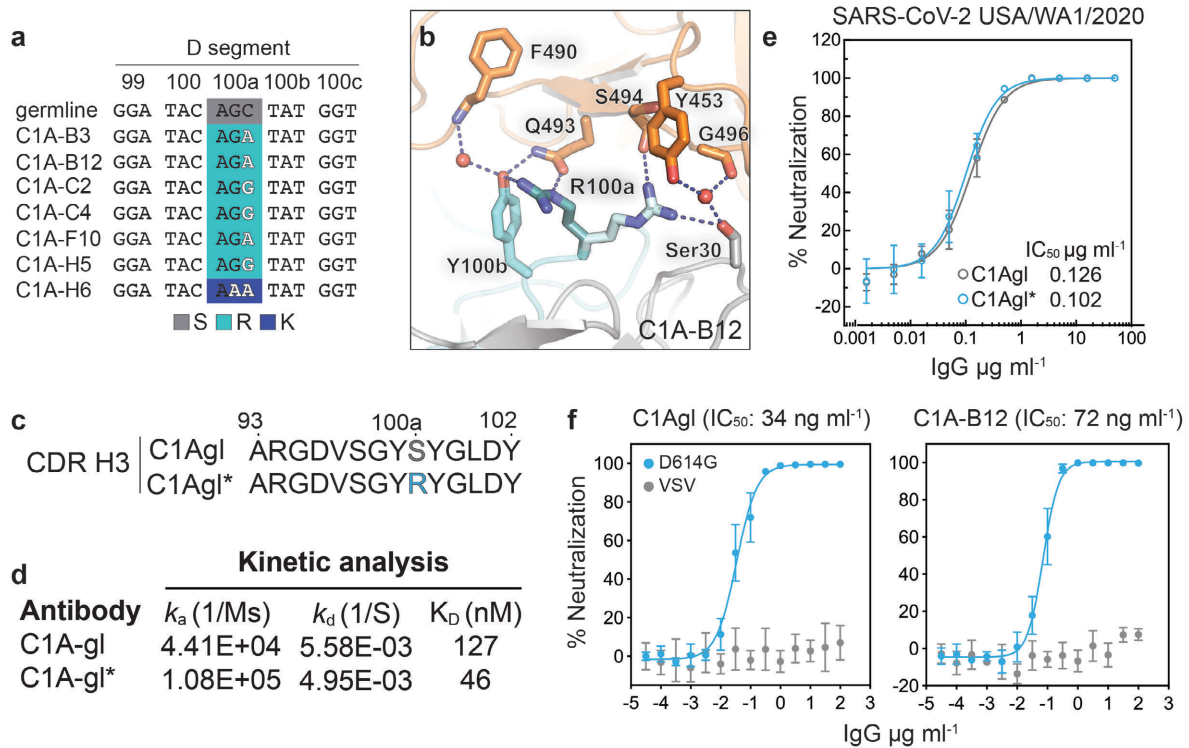 a
D segment
99 100 100a 100b 100c
germline GGA TAC AGC TAT GGT
C1A-B3 GGA TAC AGA TAT GGT
C1A-B12 GGA TAC AGA TAT GGT
C1A-C2 GGA TAC AGG TAT GGT
C1A-C4 GGA TAC AGG TAT GGT
C1A-F10 GGA TAC AGA TAT GGT
C1A-H5 GGA TAC AGG TAT GGT
C1A-H6 GGA TAC AAA TAT GGT
S R K
b
F490
S494 Y453
Q493
G496
R100a
Ser30
Y100b
C1A-B12
SARS-CoV-2 USA/WA1/2020
e
120
100
80
60
40
20
0
-20
% Neutralization
IC50 µg ml-1
C1Agl 0.126
C1Agl* 0.102
0.001 0.01 0.1 1 10 100
IgG µg ml-1
c
93 100a 102
CDR H3
C1Agl ARGDVSGYSYGLDY
C1Agl* ARGDVSGYRYGLDY
d
Kinetic analysis
Antibody ka (1/Ms) kd (1/S) KD (nM)
C1A-gl 4.41E+04 5.58E-03 127
C1A-gl* 1.08E+05 4.95E-03 46
f
C1Agl (IC50: 34 ng ml-1)
D614G
VSV
100
80
60
40
20
0
% Neutralization
-5 -4 -3 -2 -1 0 1 2 3
C1A-B12 (IC50: 72 ng ml-1)
100
80
60
40
20
0
-20
-5 -4 -3 -2 -1 0 1 2 3
IgG µg ml-1